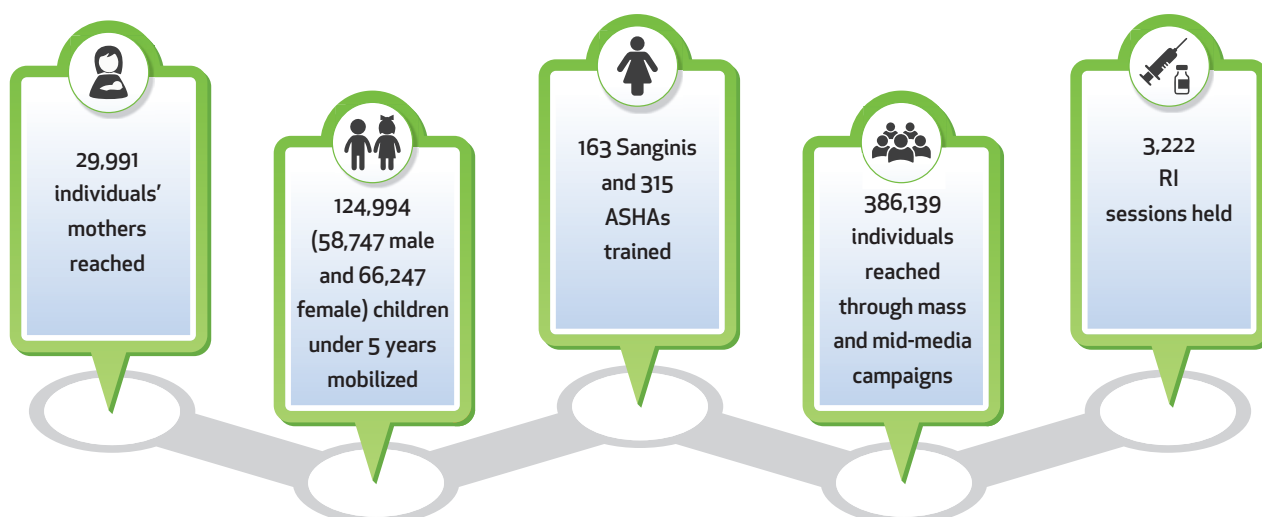 29,991
individuals'
mothers
reached
124,994
(58,747 male
and 66,247
female) children
under 5 years
mobilized
163 Sanginis
and 315
ASHAs
trained
386,139
individuals
reached
through mass
and mid-media
campaigns
3,222
RI
sessions held